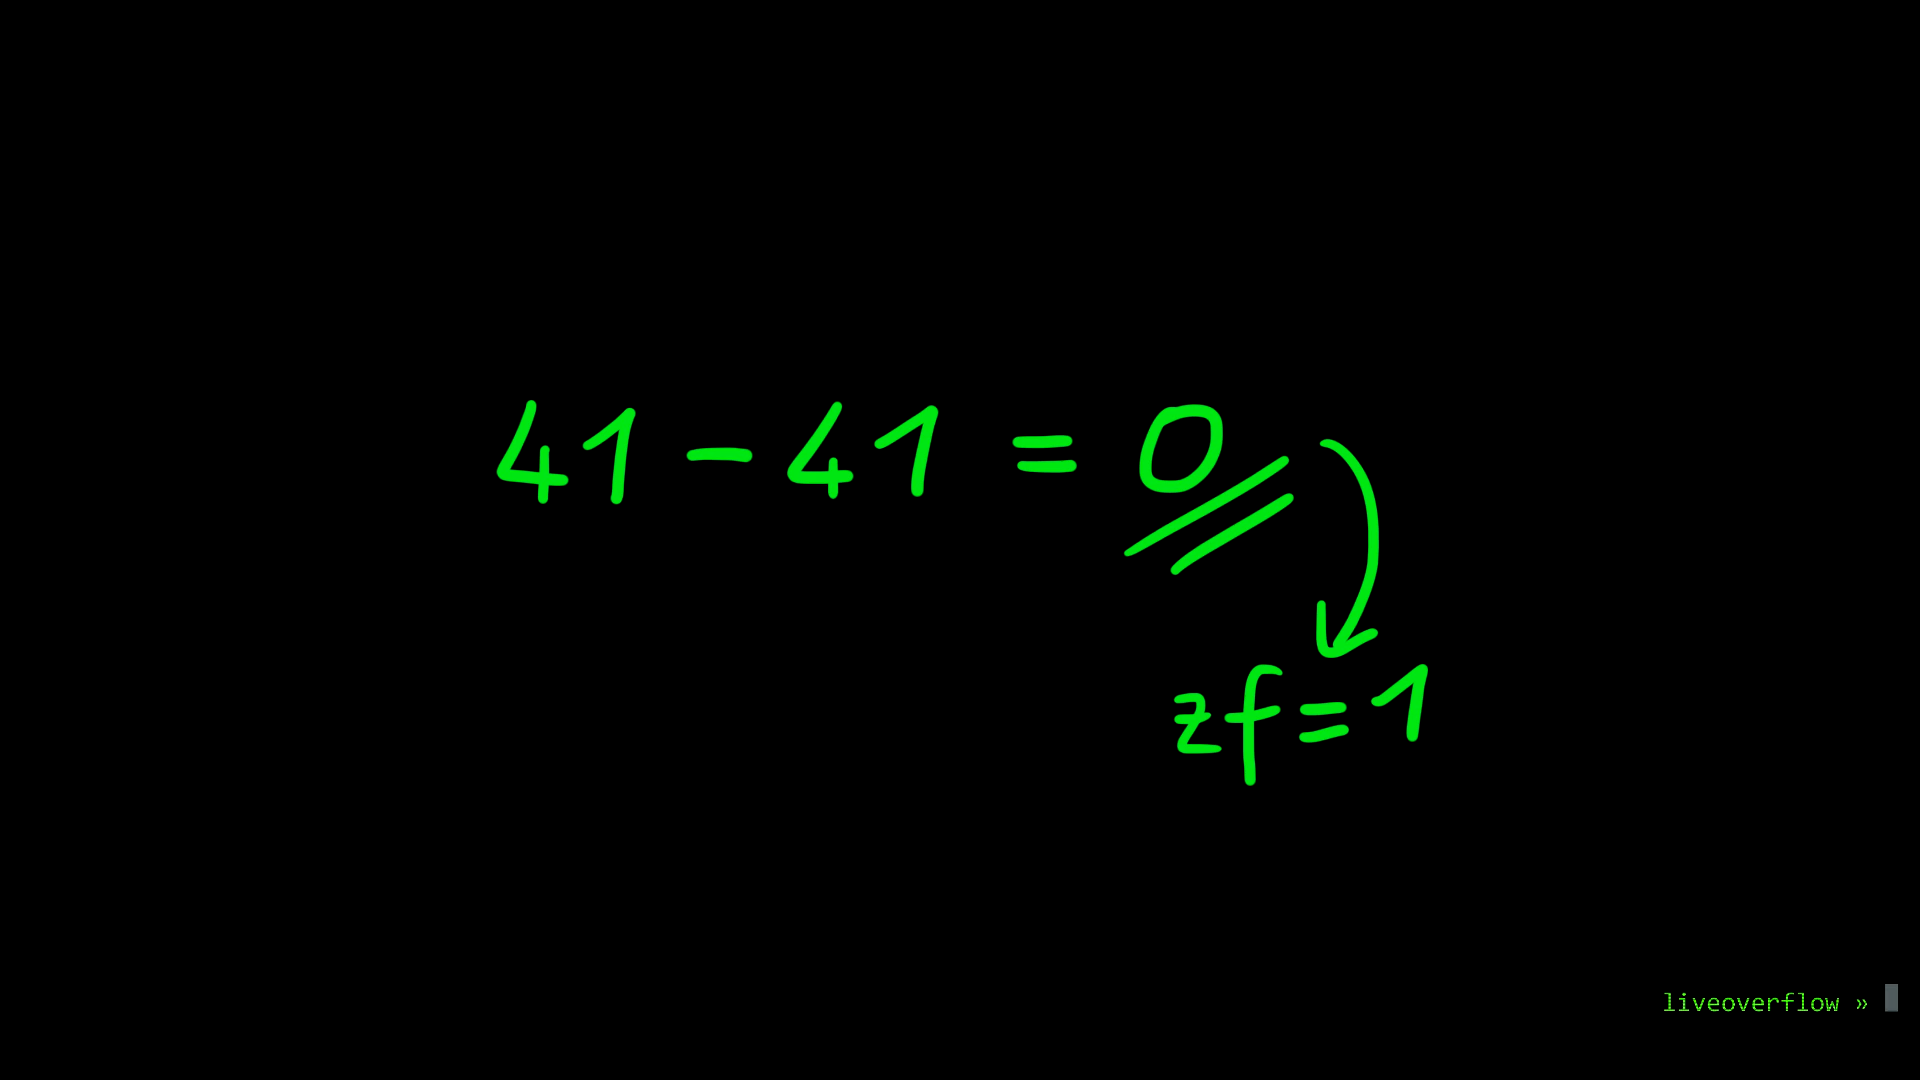 41 - 41 = 0
zf=1
liveoverflow »